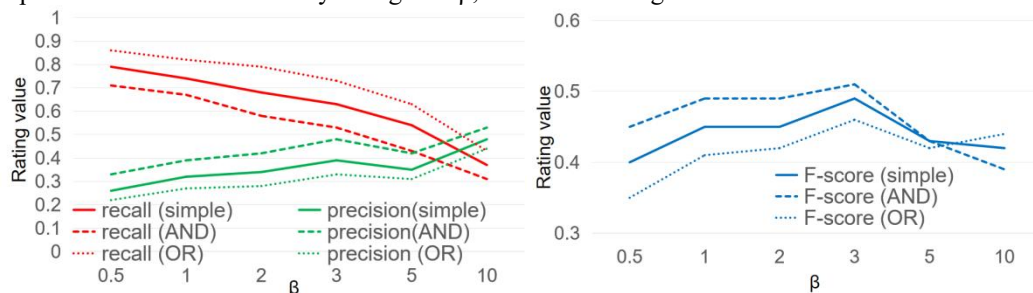 1
0.9
0.8
0.7
0.6
0.5
0.4
0.3
0.2
0.1
0
Rating value
recall (simple) precision(simple)
recall (AND) precision(AND)
recall (OR) precision (OR)
0.5 1 2 3 5 10
β
0.6
0.5
0.4
0.3
Rating value
F-score (simple)
F-score (AND)
F-score (OR)
0.5 1 2 3 5 10
β